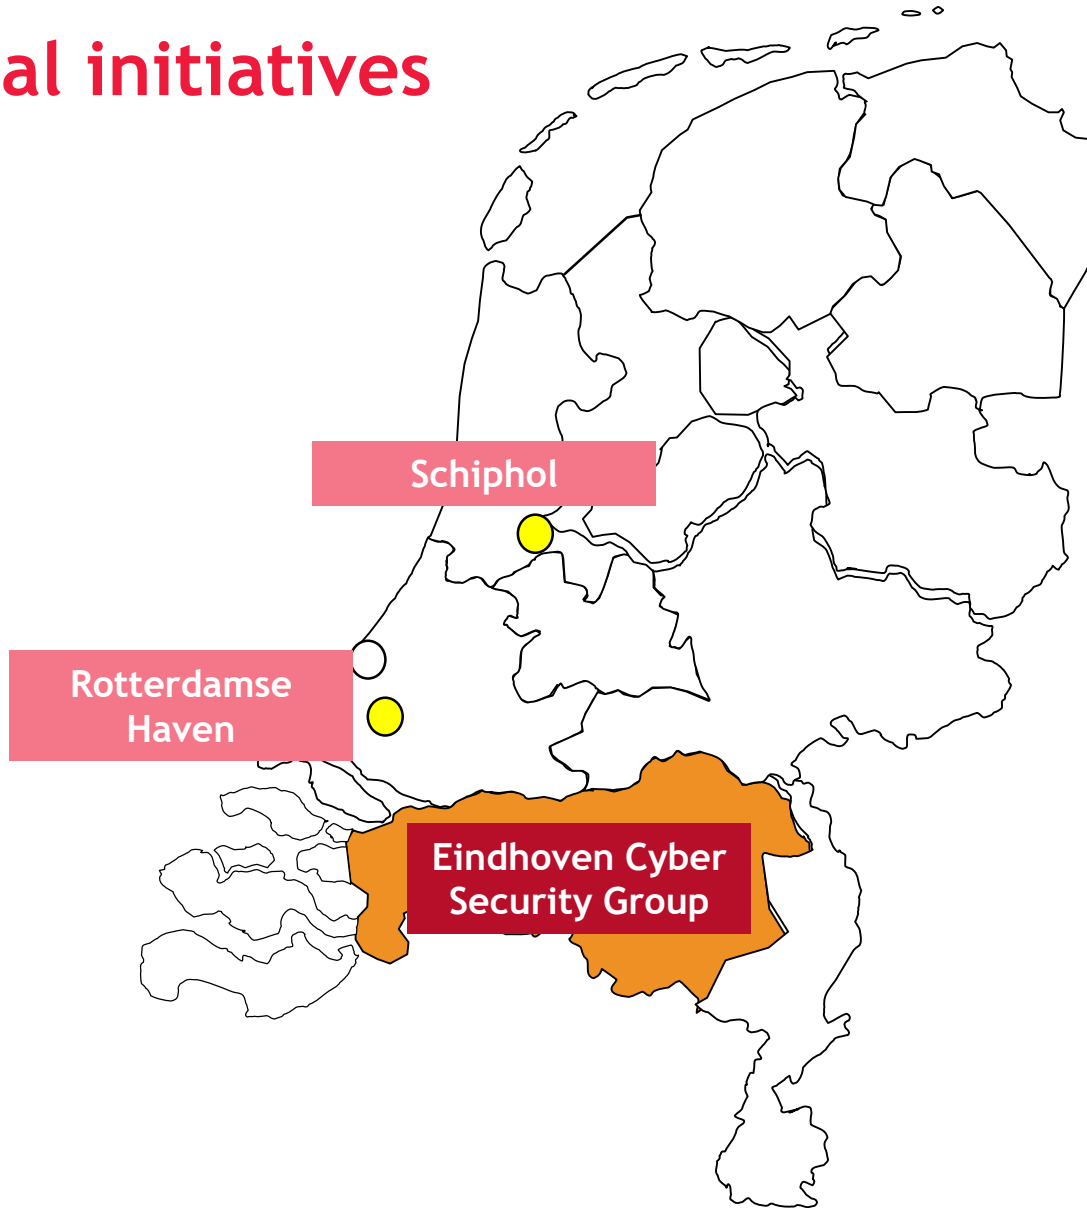 al initiatives
Schiphol
Rotterdamse
Haven
Eindhoven Cyber
Security Group